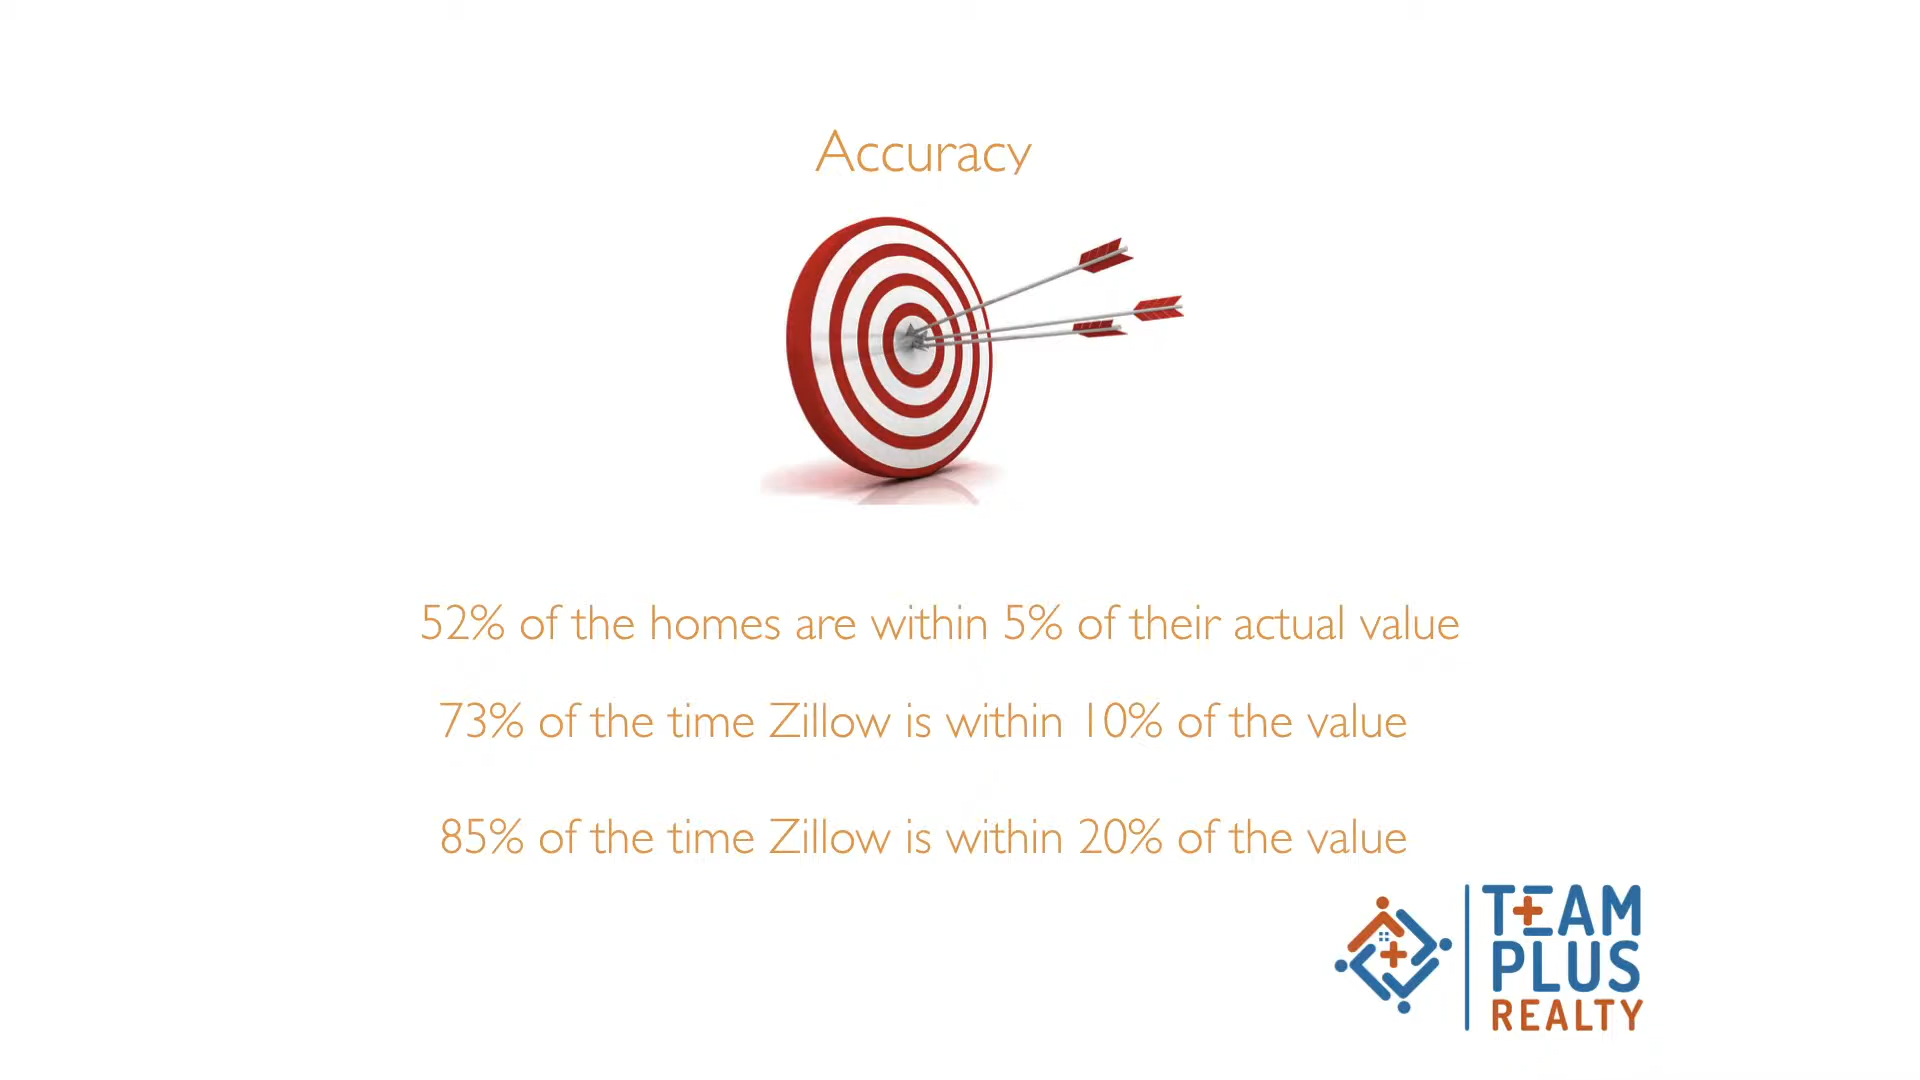 Accuracy
52% of the homes are within 5% of their actual value
73% of the time Zillow is within 10% of the value
85% of the time Zillow is within 20% of the value
TEAM
PLUS
REALTY